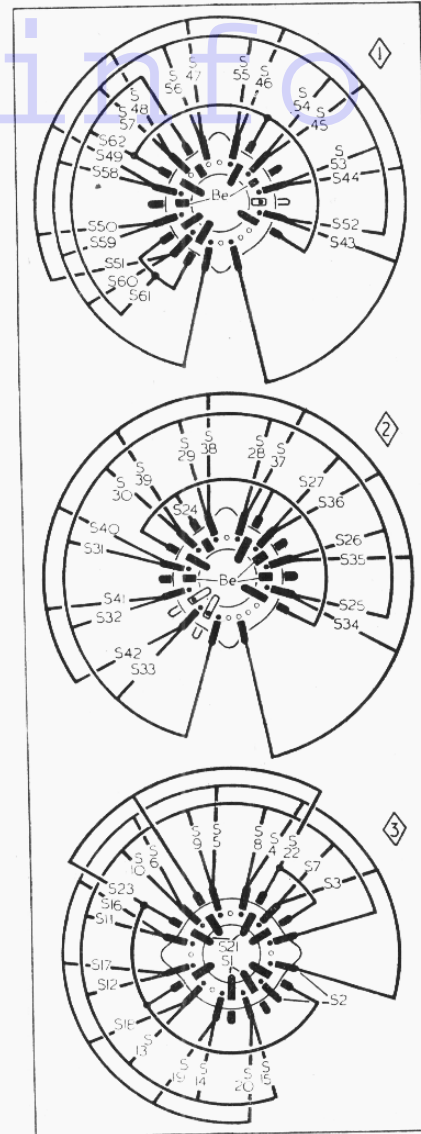 info
1
S
47
S
55
S
46
S
56
S
54
S
45
S
48
S
57
S62
S49
S58
S
53
S44
Be
S50
S59
S52
S43
S51
S60
S61
2
S
29
S
38
S
28
S
37
S
39
S
30
S27
S36
S24
S40
S31
S26
S35
Be
S41
S32
S25
S34
S42
S33
3
S
9
S
5
S
8
S
4
S
22
S
6
S
10
S7
S3
S23
S16
S11
S21
S1
S17
S12
S2
S18
S
13
S
19
S
14
S
20
S
15